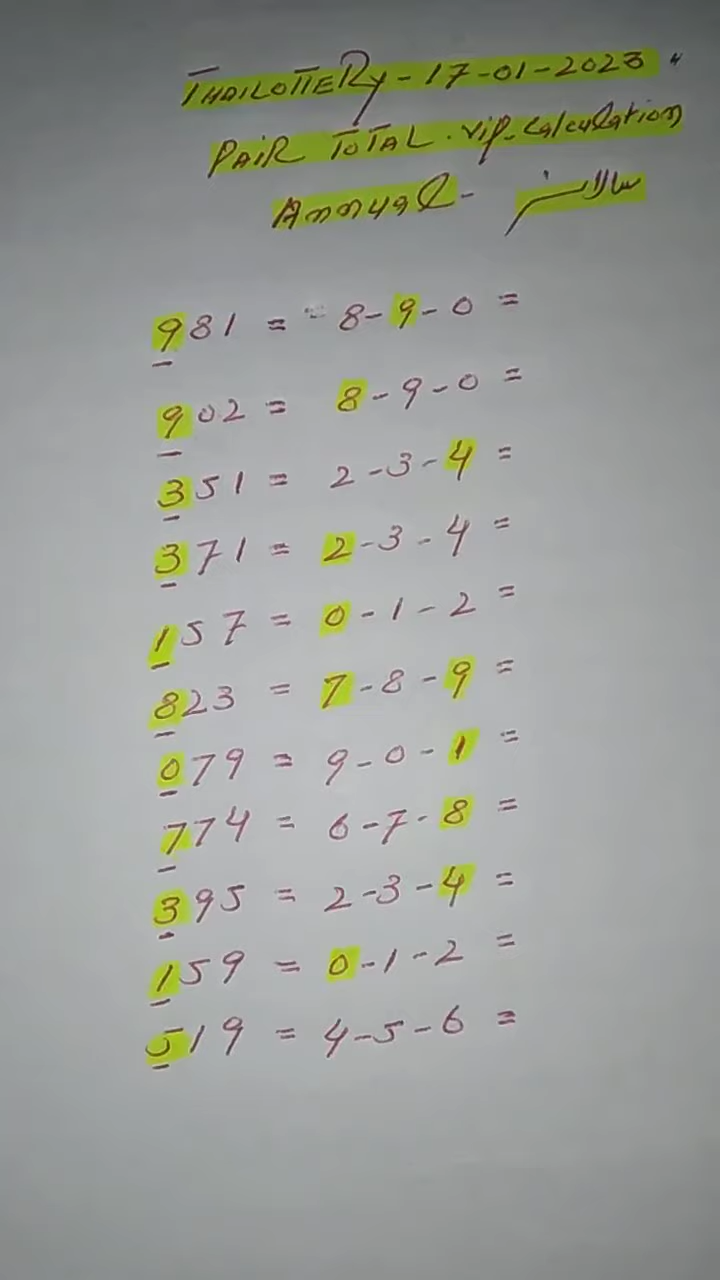 THAILOTTERY-17-01-2023 "
PAIR TOTAL. Vip-Calculation
Annual - سالانہ
981 = 8-9-0 =
902 = 8-9-0 =
351 = 2-3-4 =
371 = 2-3-4 =
157 = 0-1-2 =
823 = 7-8-9 =
079 = 9-0-1 =
774 = 6-7-8 =
395 = 2-3-4 =
159 = 0-1-2 =
519 = 4-5-6 =